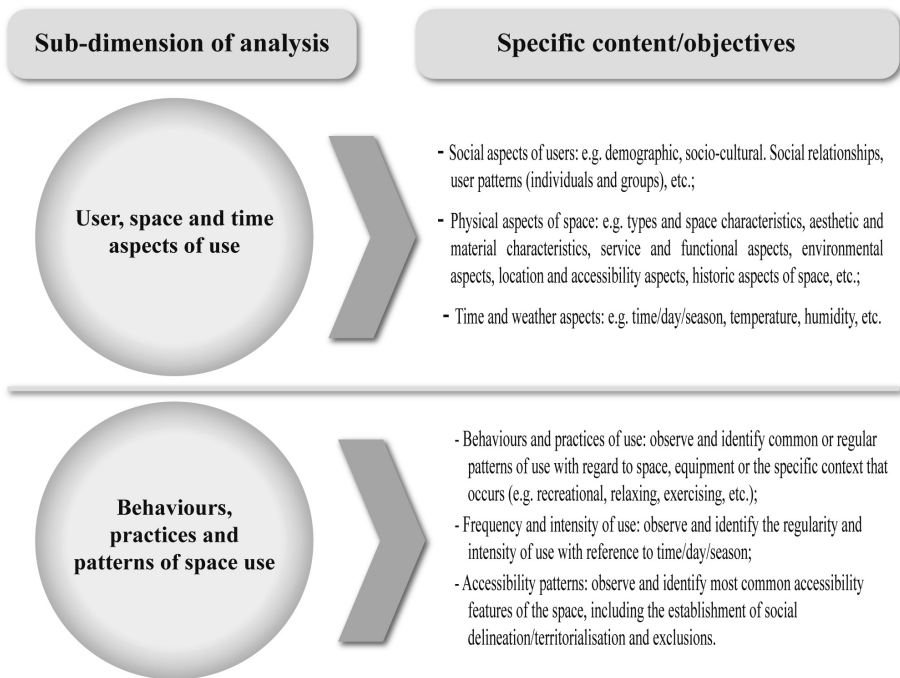 Sub-dimension of analysis
Specific content/objectives
User, space and time
aspects of use
- Social aspects of users: e.g. demographic, socio-cultural. Social relationships,
user patterns (individuals and groups), etc.;
- Physical aspects of space: e.g. types and space characteristics, aesthetic and
material characteristics, service and functional aspects, environmental
aspects, location and accessibility aspects, historic aspects of space, etc.;
- Time and weather aspects: e.g. time/day/season, temperature, humidity, etc.
Behaviours,
practices and
patterns of space use
- Behaviours and practices of use: observe and identify common or regular
patterns of use with regard to space, equipment or the specific context that
occurs (e.g. recreational, relaxing, exercising, etc.);
- Frequency and intensity of use: observe and identify the regularity and
intensity of use with reference to time/day/season;
- Accessibility patterns: observe and identify most common accessibility
features of the space, including the establishment of social
delineation/territorialisation and exclusions.